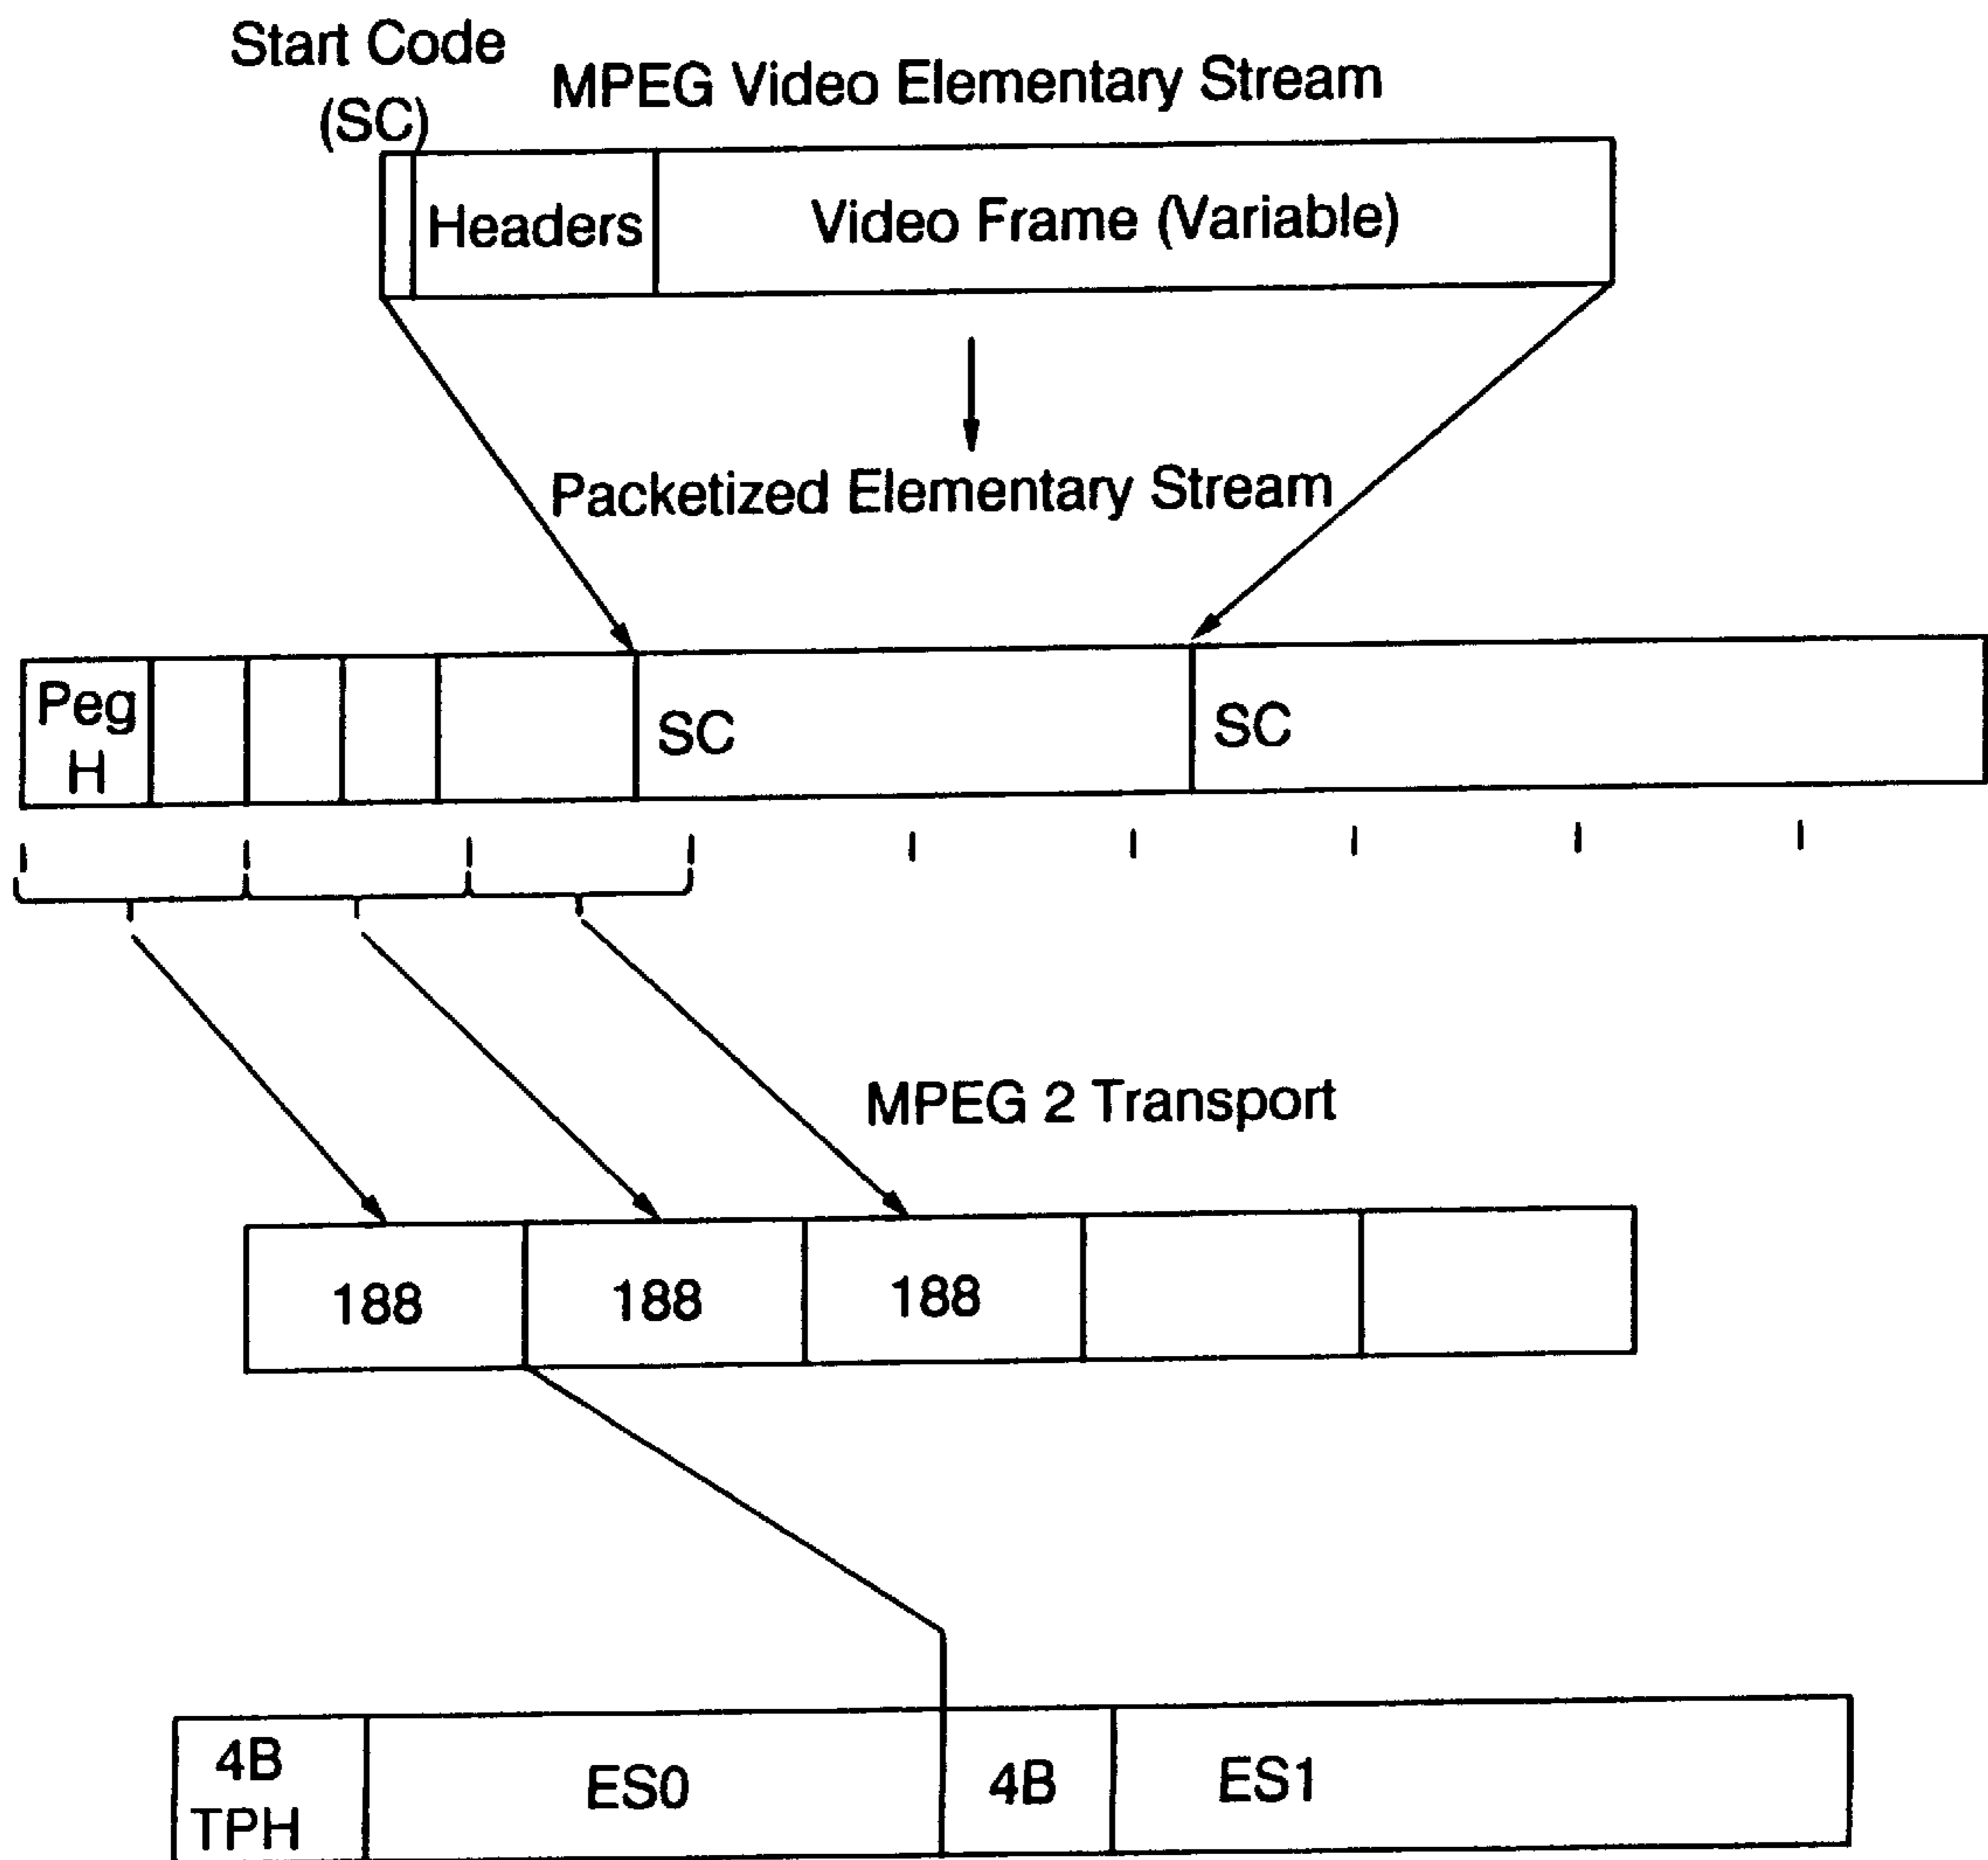 Start Code
(SC)
MPEG Video Elementary Stream
Headers
Video Frame (Variable)
Packetized Elementary Stream
Peg
H
SC
SC
MPEG 2 Transport
188
188
188
4B
TPH
ES0
4B
ES1